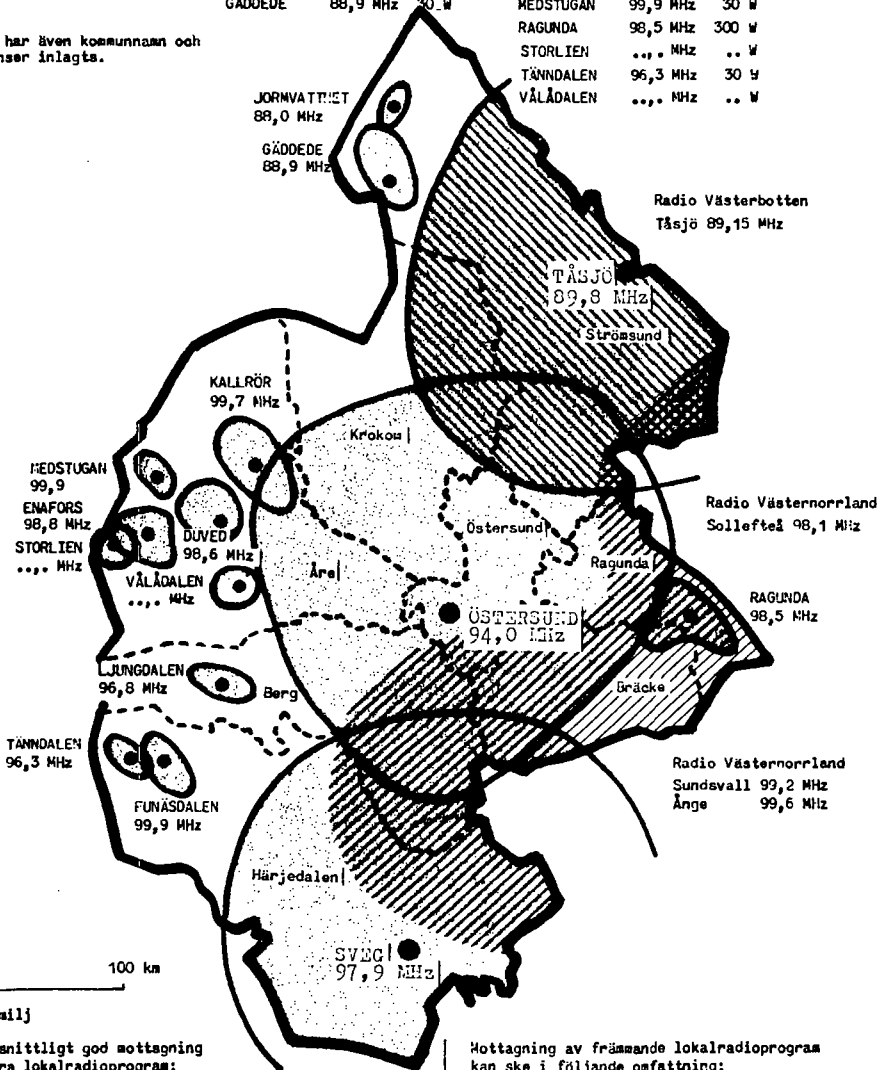 GÄDDEDE 88,9 MHz 30 W
MEDSTUGAN 99,9 MHz 30 W
RAGUNDA 98,5 MHz 300 W
STORLIEN ..,. MHz .. W
TÄNNDALEN 96,3 MHz 30 W
VÅLÅDALEN ..,. MHz .. W
har även kommunnamn och
inlagts.
JORMVATTNET
88,0 MHz
GÄDDEDE
88,9 MHz
Radio Västerbotten
Tåsjö 89,15 MHz
TÅSJÖ
89,8 MHz
Strömsund
KALLRÖR
99,7 MHz
Krokom
MEDSTUGAN
99,9
ENAFORS
98,8 MHz
STORLIEN
..,. MHz
DUVED
98,6 MHz
VÅLÅDALEN
..,. MHz
Östersund
Radio Västernorrland
Sollefteå 98,1 MHz
Åre
Ragunda
RAGUNDA
98,5 MHz
ÖSTERSUND
94,0 MHz
LJUNGDALEN
96,8 MHz
Berg
Bräcke
TÄNNDALEN
96,3 MHz
FUNÄSDALEN
99,9 MHz
Radio Västernorrland
Sundsvall 99,2 MHz
Ånge 99,6 MHz
Härjedalen
SVEG
97,9 MHz
100 km
snittligt god mottagning
lokalradioprogram:
Mottagning av främmande lokalradioprogram
kan ske i följande omfattning: